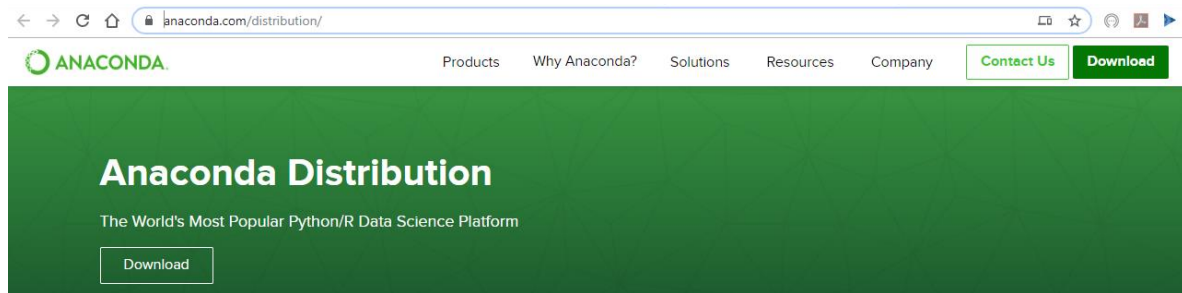 anaconda.com/distribution/
ANACONDA. Products Why Anaconda? Solutions Resources Company Contact Us Download
Anaconda Distribution
The World's Most Popular Python/R Data Science Platform
Download